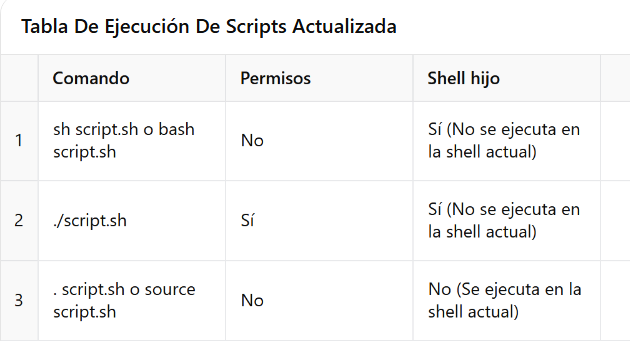 Tabla De Ejecución De Scripts Actualizada
Comando Permisos Shell hijo
1 sh script.sh o bash script.sh No Sí (No se ejecuta en la shell actual)
2 ./script.sh Sí Sí (No se ejecuta en la shell actual)
3 . script.sh o source script.sh No No (Se ejecuta en la shell actual)